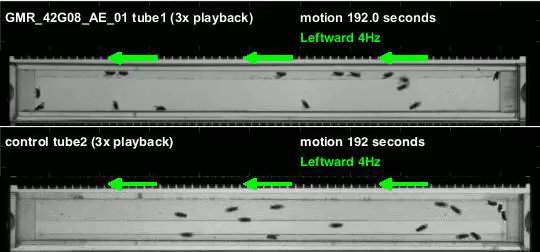 GMR_42G08_AE_01 tube1 (3x playback) motion 192.0 seconds
Leftward 4Hz
control tube2 (3x playback) motion 192 seconds
Leftward 4Hz